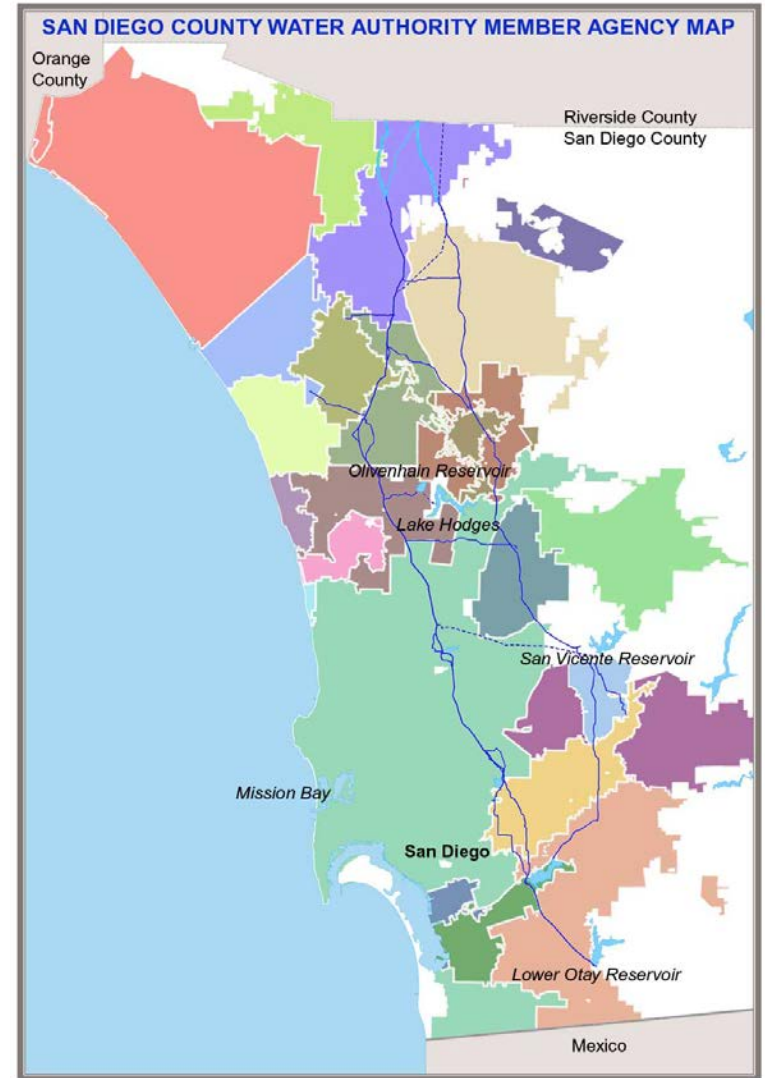 SAN DIEGO COUNTY WATER AUTHORITY MEMBER AGENCY MAP
Orange
County
Riverside County
San Diego County
Olivenhain Reservoir
Lake Hodges
San Vicente Reservoir
Mission Bay
San Diego
Lower Otay Reservoir
Mexico